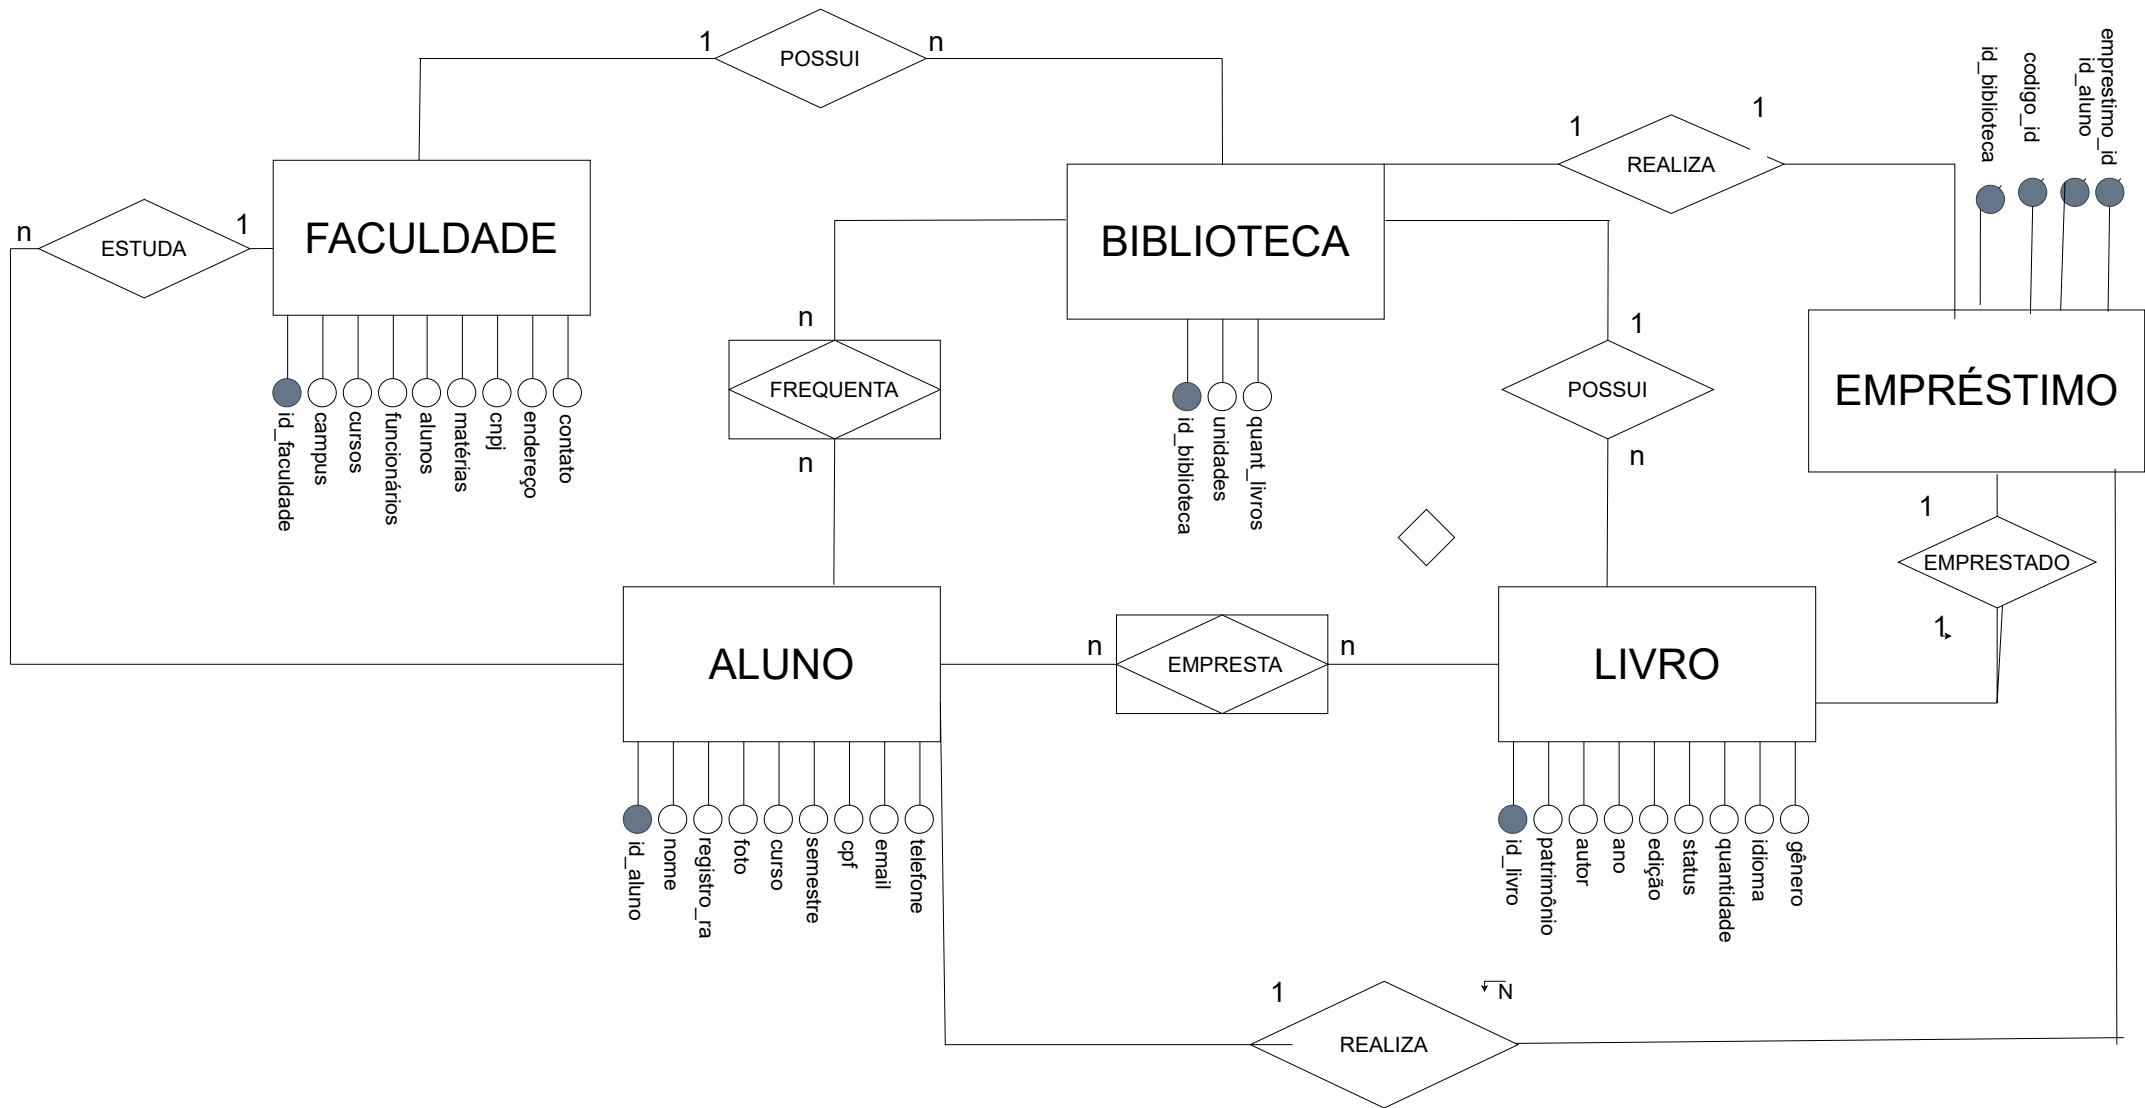 1
POSSUI
n
emprestimo_id
id_aluno
codigo_id
id_biblioteca
1
REALIZA
1
n
ESTUDA
1
FACULDADE
BIBLIOTECA
id_faculdade
campus
cursos
funcionários
alunos
matérias
cnpj
endereço
contato
n
FREQUENTA
n
id_biblioteca
unidades
quant_livros
1
POSSUI
n
EMPRÉSTIMO
1
EMPRESTADO
1
ALUNO
n
EMPRESTA
n
LIVRO
id_aluno
nome
registro_ra
foto
curso
semestre
cpf
email
telefone
id_livro
patrimônio
autor
ano
edição
status
quantidade
idioma
gênero
1
REALIZA
N